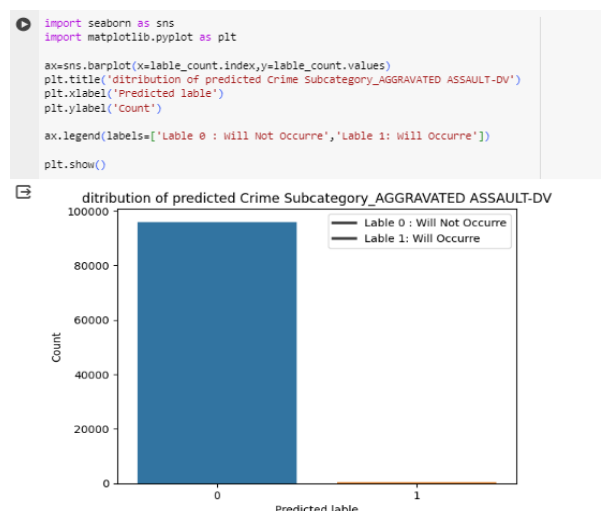 import seaborn as sns
import matplotlib.pyplot as plt
ax=sns.barplot(x=lable_count.index,y=lable_count.values)
plt.title('ditribution of predicted Crime Subcategory_AGGRAVATED ASSAULT-DV')
plt.xlabel('Predicted lable')
plt.ylabel('Count')
ax.legend(labels=['Lable 0 : Will Not Occurre','Lable 1: Will Occurre'])
plt.show()
ditribution of predicted Crime Subcategory_AGGRAVATED ASSAULT-DV
Lable 0 : Will Not Occurre
Lable 1: Will Occurre
100000
80000
60000
40000
20000
0
Count
0 1
Predicted lable